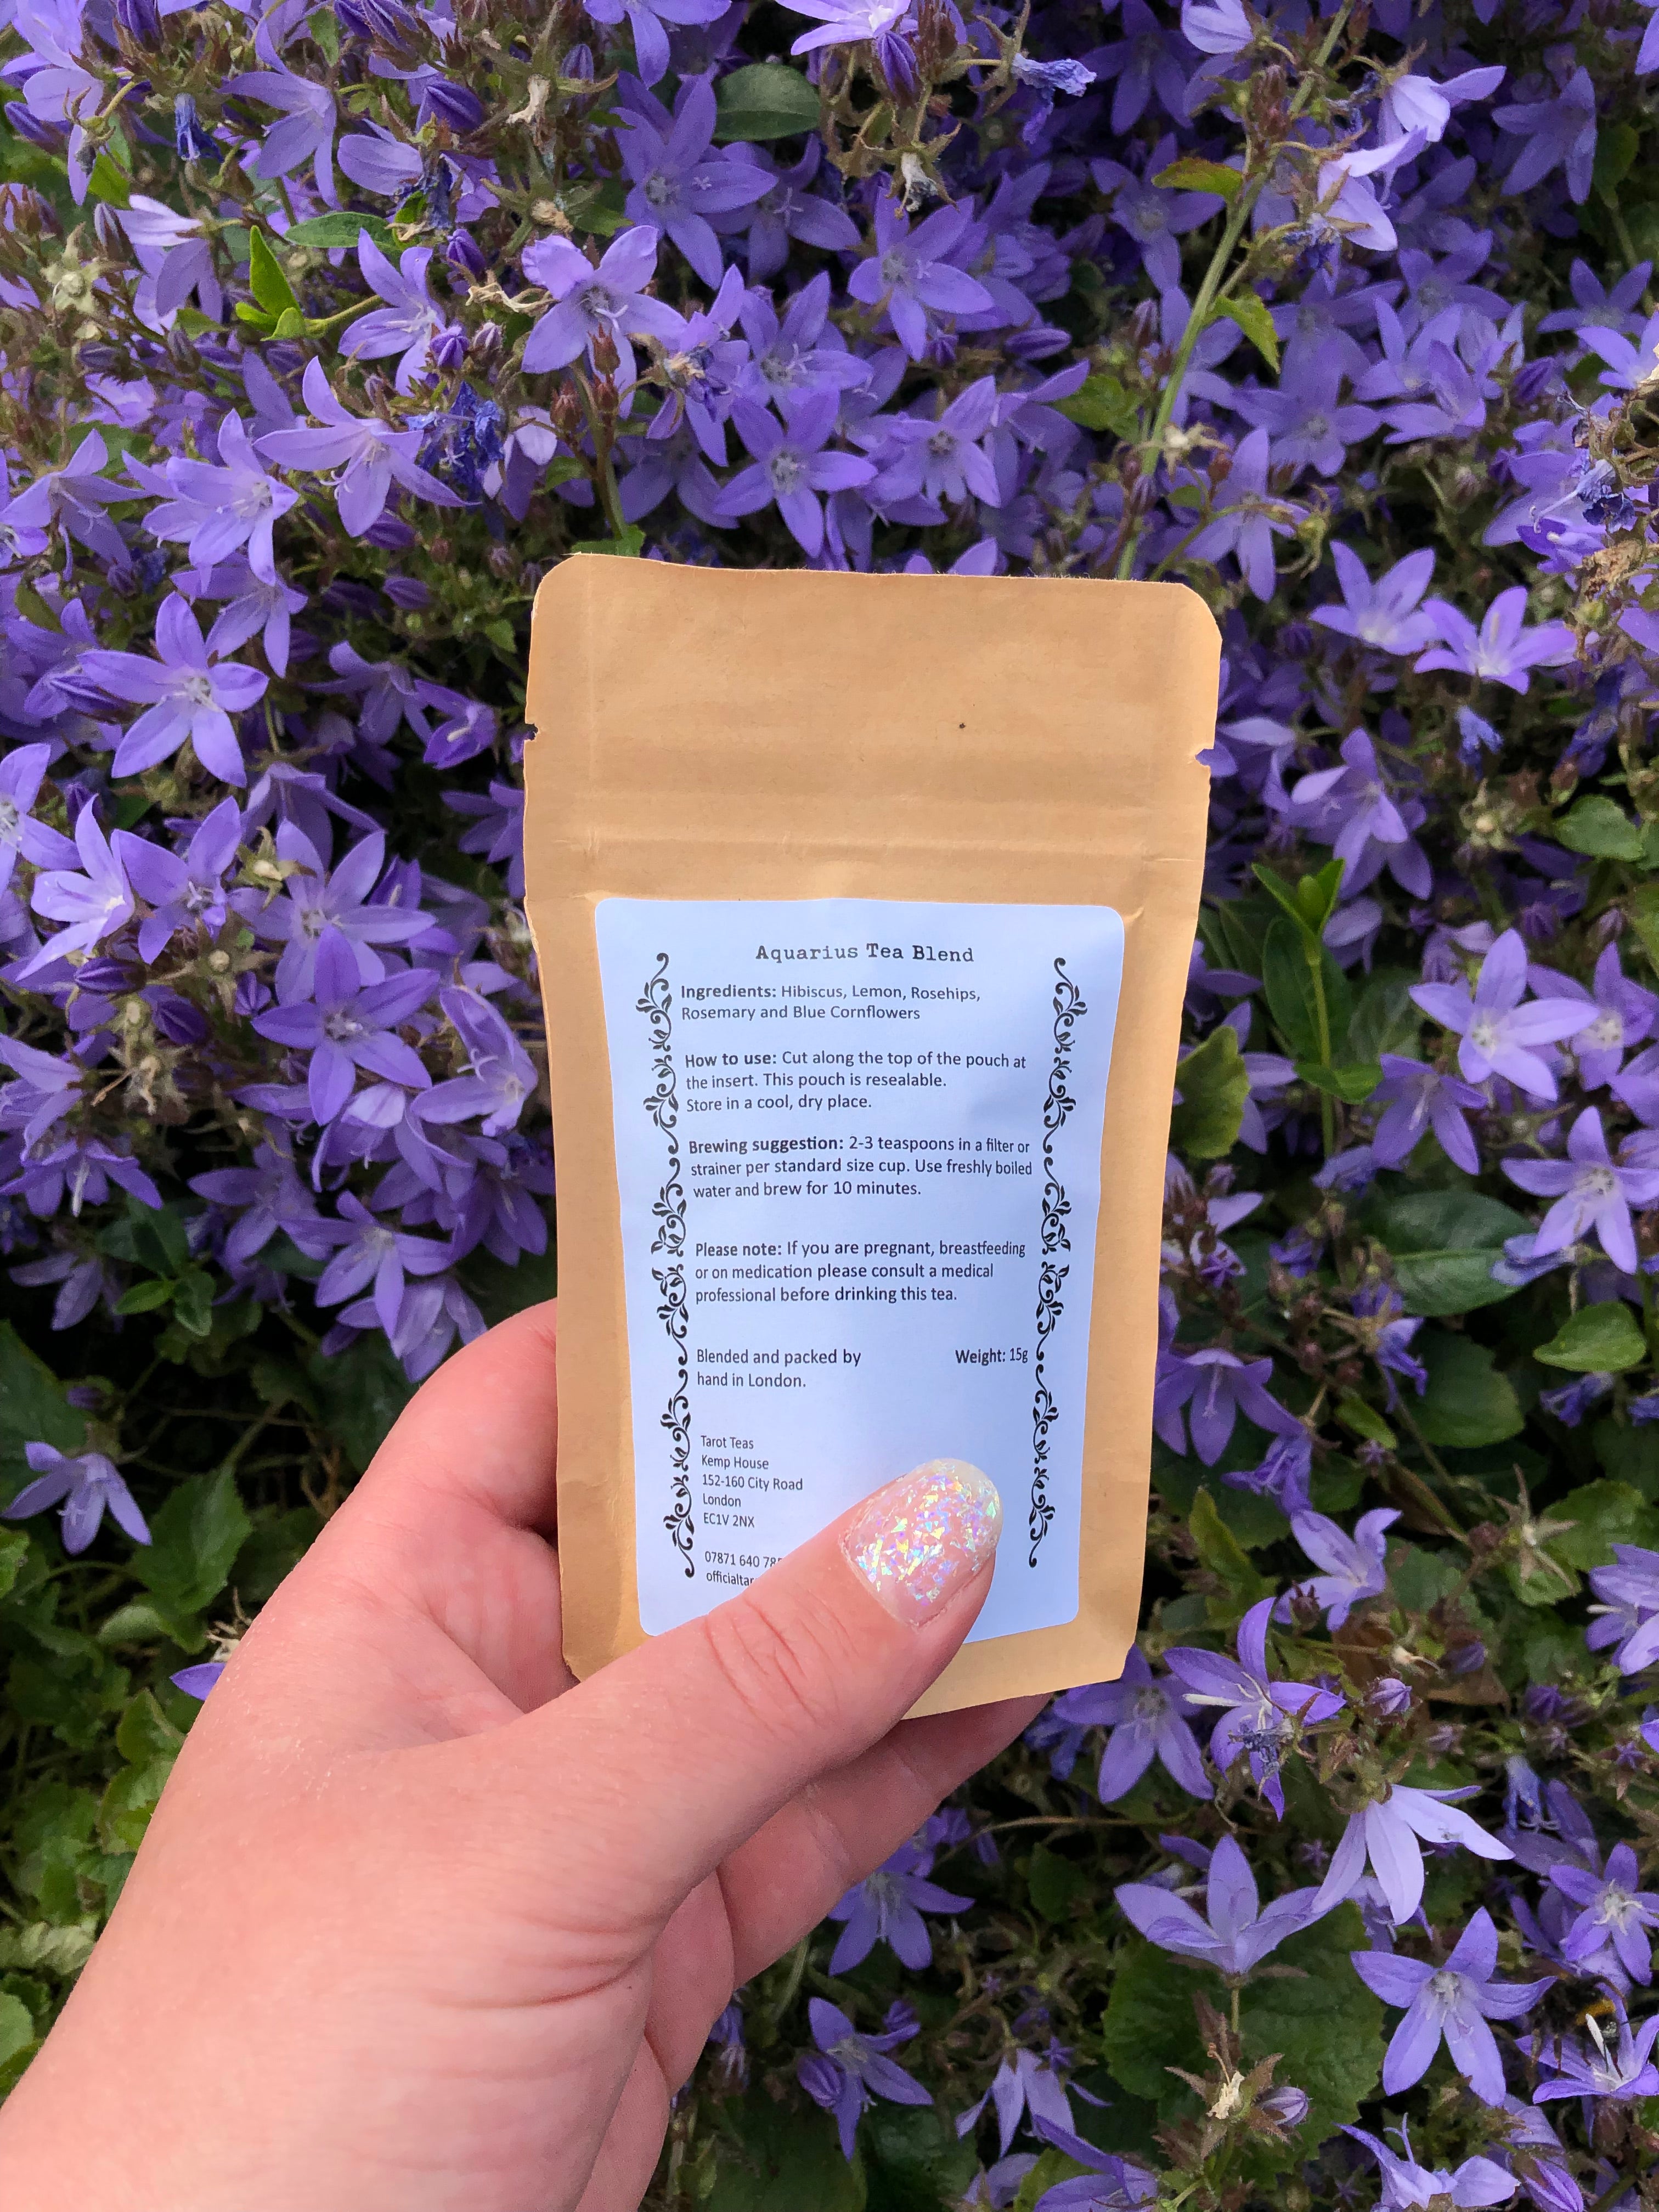 Aquarius Tea Blend
Ingredients: Hibiscus, Lemon, Rosehips,
Rosemary and Blue Cornflowers
How to use: Cut along the top of the pouch at
the insert. This pouch is resealable.
Store in a cool, dry place.
Brewing suggestion: 2-3 teaspoons in a filter or
strainer per standard size cup. Use freshly boiled
water and brew for 10 minutes.
Please note: If you are pregnant, breastfeeding
or on medication please consult a medical
professional before drinking this tea.
Blended and packed by
hand in London.
Weight: 15g
Tarot Teas
Kemp House
152-160 City Road
London
EC1V 2NX
07871 640